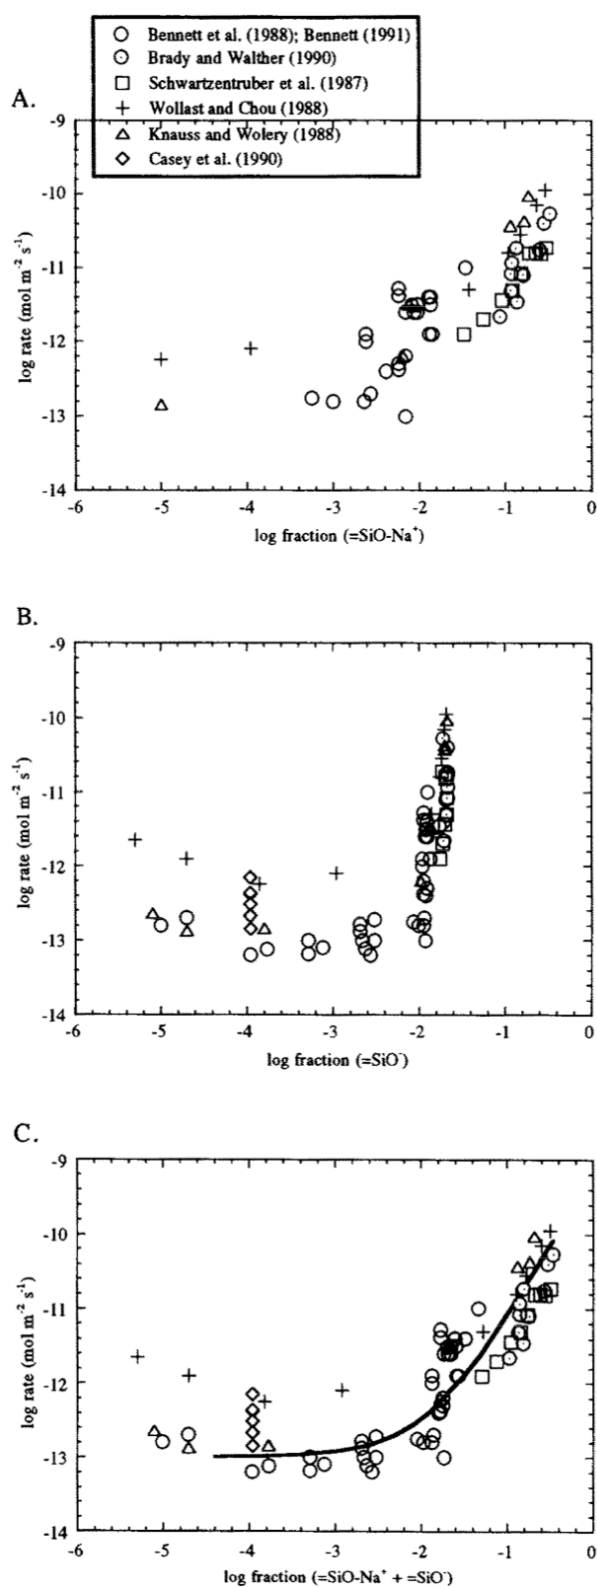 Bennett et al. (1988); Bennett (1991)
Brady and Walther (1990)
Schwartzentruber et al. (1987)
Wollast and Chou (1988)
Knauss and Wolery (1988)
Casey et al. (1990)
A.
-9
-10
-11
-12
-13
-14
log rate (mol m⁻² s⁻¹)
-6 -5 -4 -3 -2 -1 0
log fraction (=SiO-Na⁺)
B.
-9
-10
-11
-12
-13
-14
log rate (mol m⁻² s⁻¹)
-6 -5 -4 -3 -2 -1 0
log fraction (=SiO⁻)
C.
-9
-10
-11
-12
-13
-14
log rate (mol m⁻² s⁻¹)
-6 -5 -4 -3 -2 -1 0
log fraction (=SiO-Na⁺ + =SiO⁻)